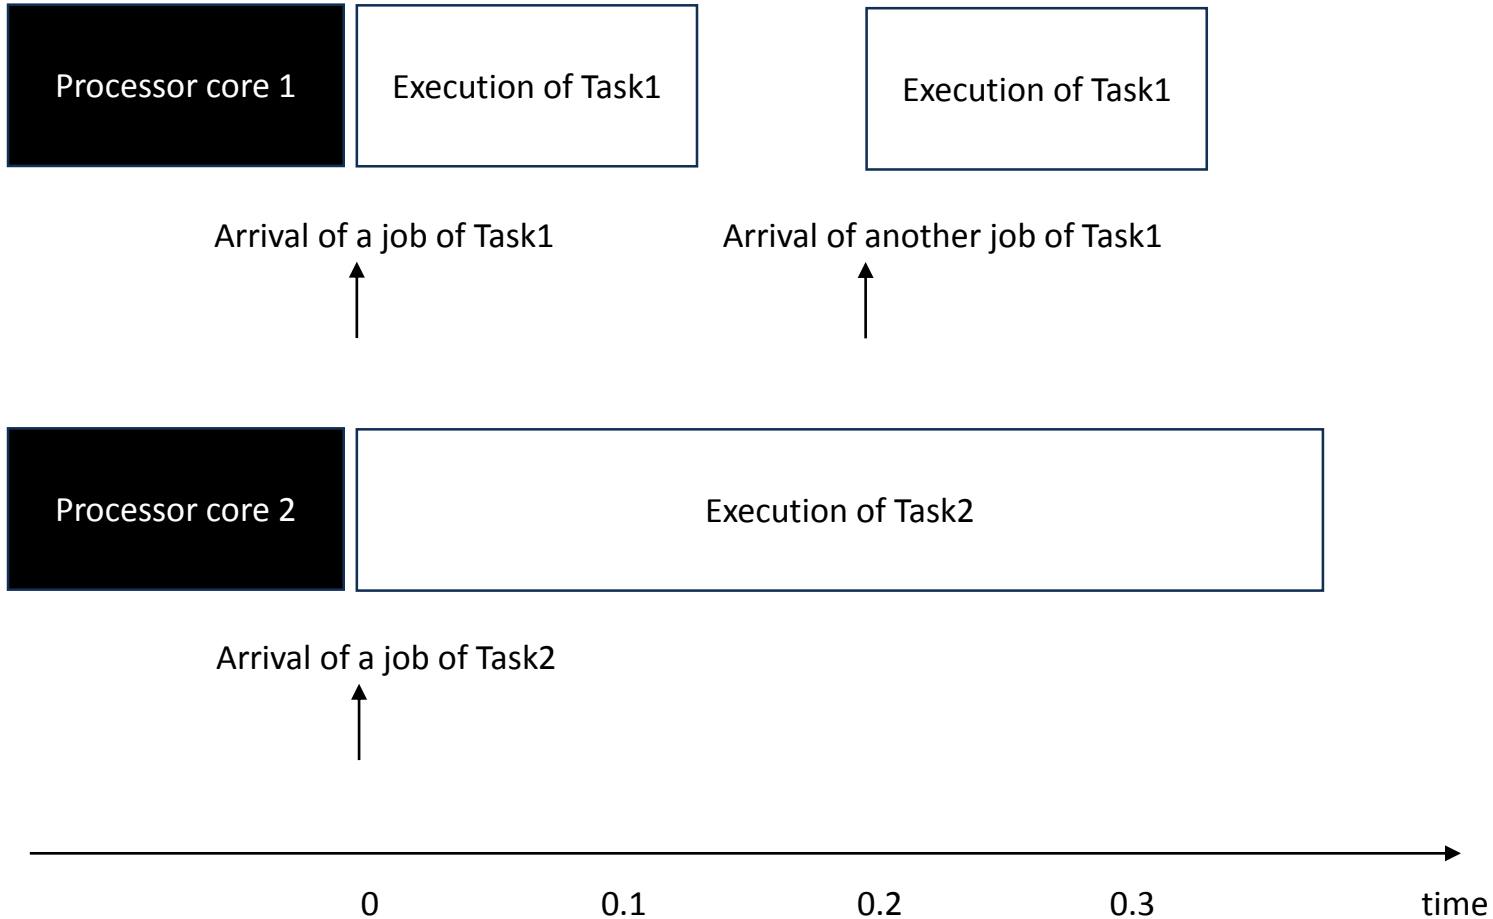 Processor core 1
Execution of Task1
Execution of Task1
Arrival of a job of Task1
Arrival of another job of Task1
Processor core 2
Execution of Task2
Arrival of a job of Task2
0
0.1
0.2
0.3
time